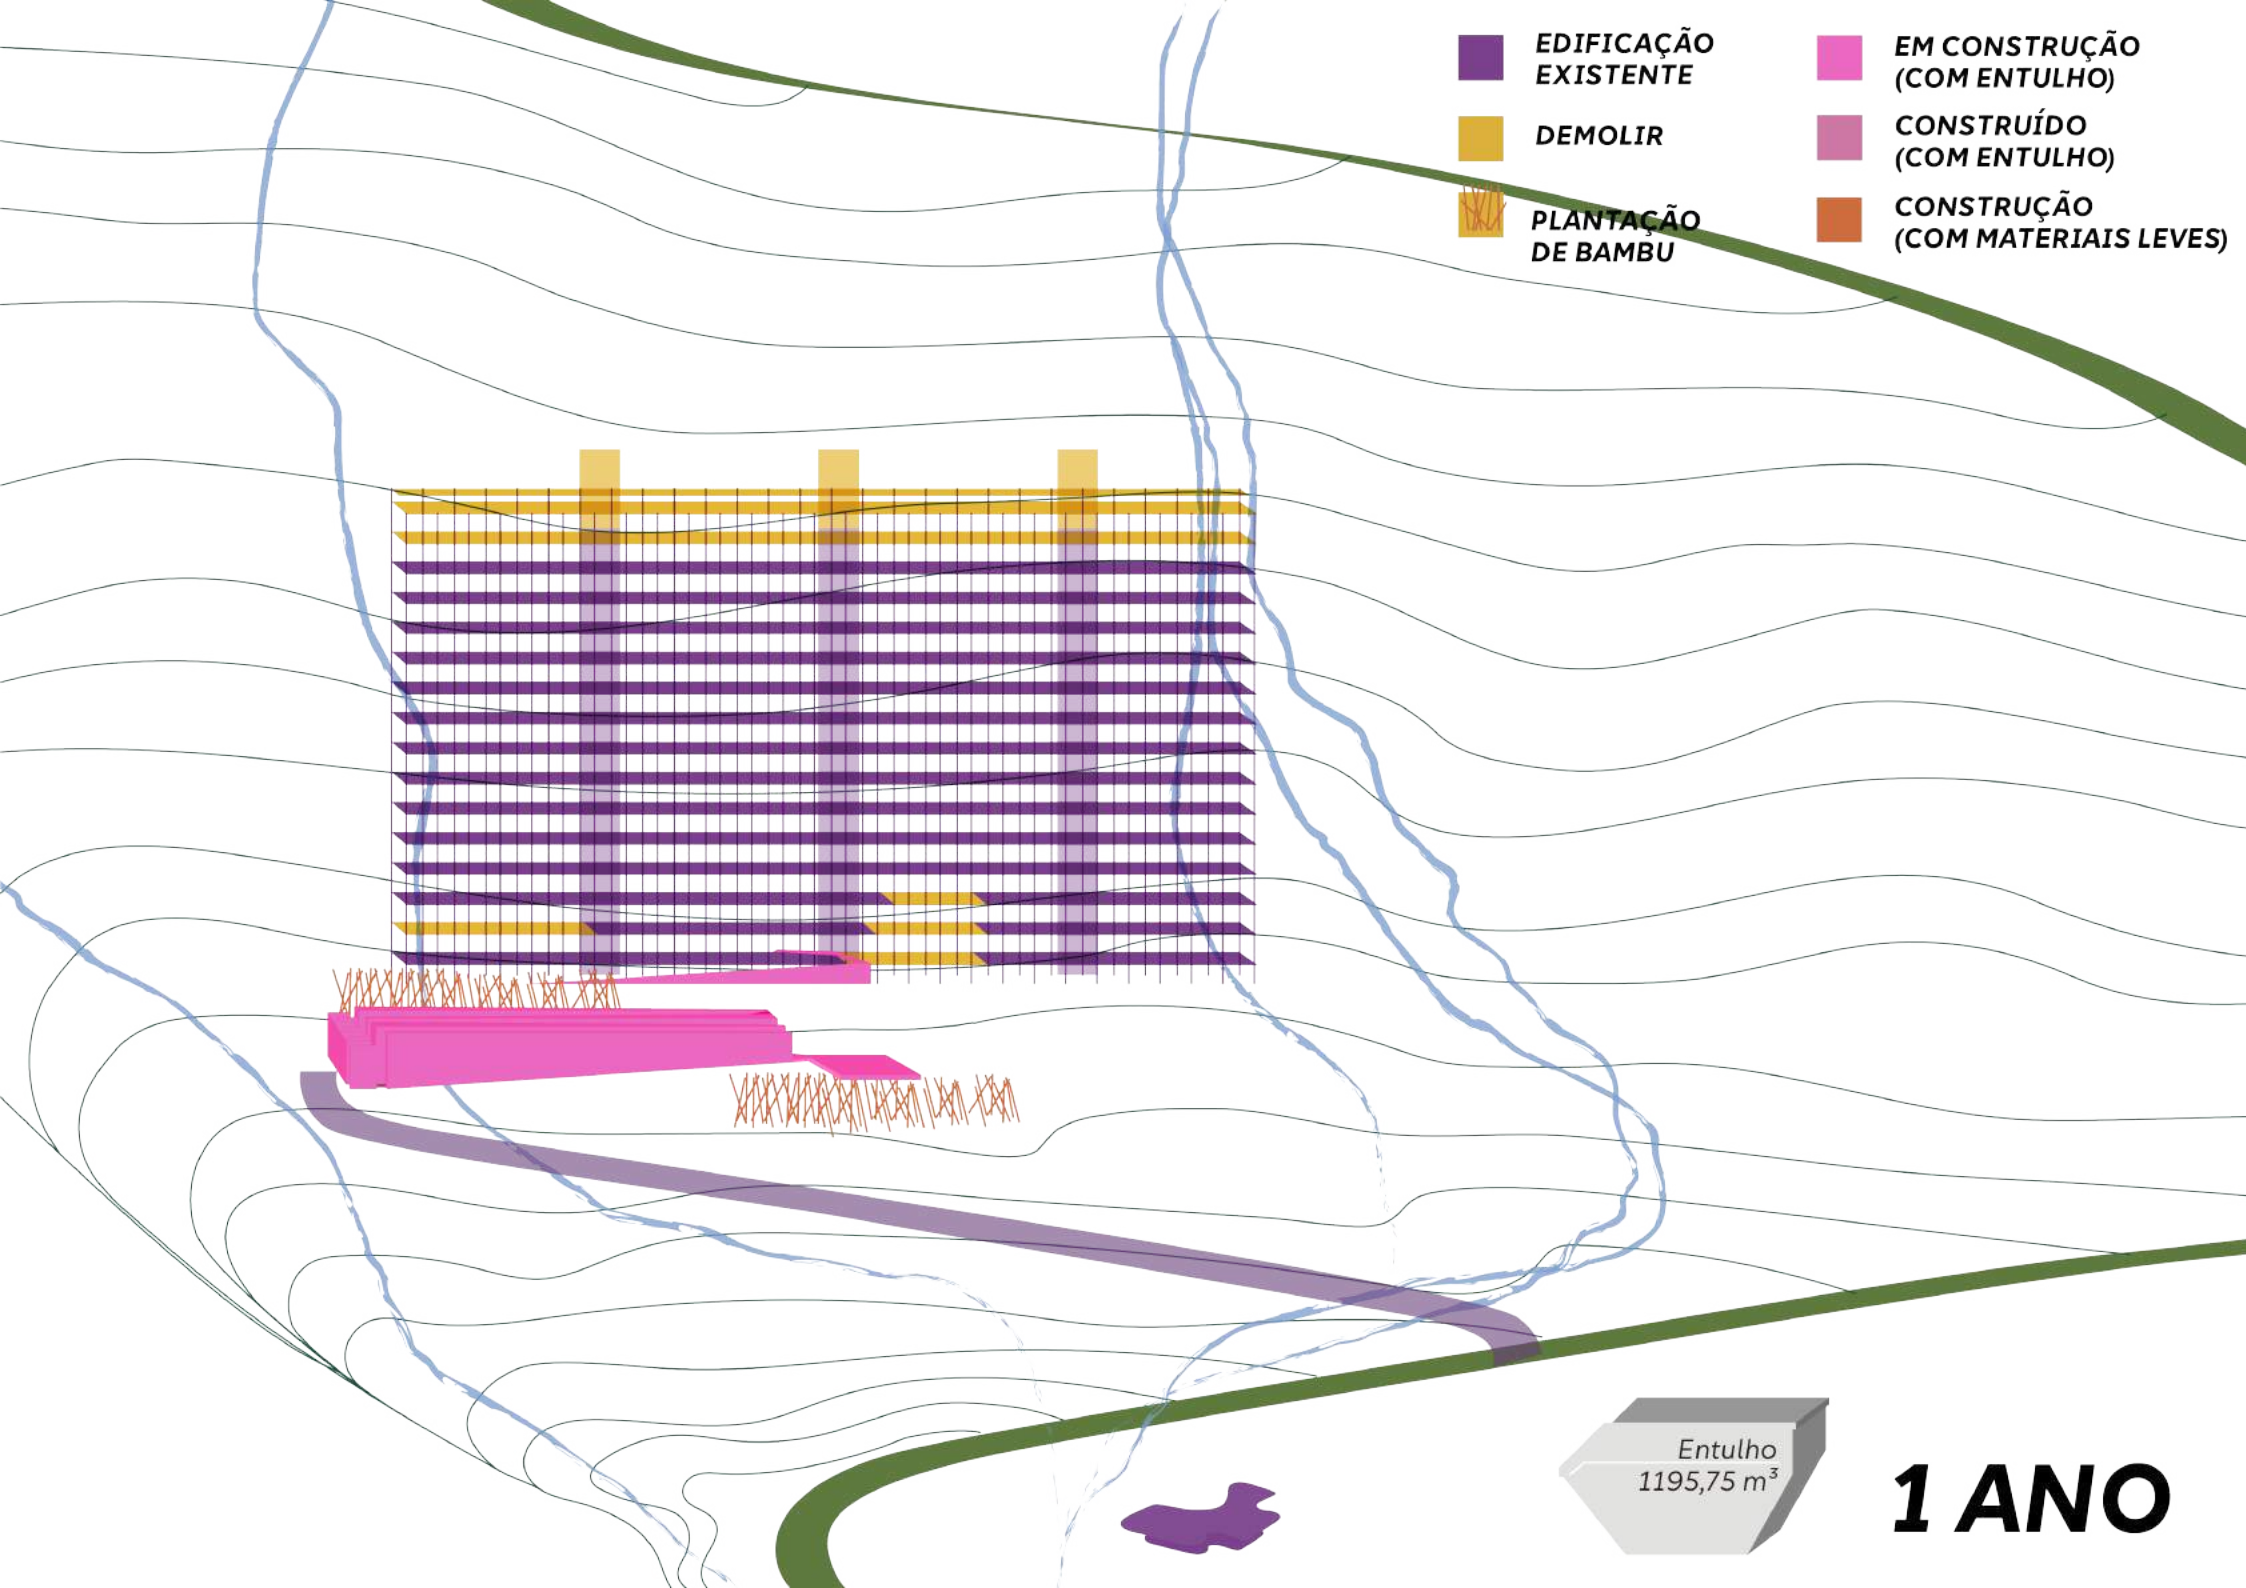 EDIFICAÇÃO
EXISTENTE
DEMOLIR
PLANTAÇÃO
DE BAMBU
EM CONSTRUÇÃO
(COM ENTULHO)
CONSTRUÍDO
(COM ENTULHO)
CONSTRUÇÃO
(COM MATERIAIS LEVES)
Entulho
1195,75 m³
1 ANO